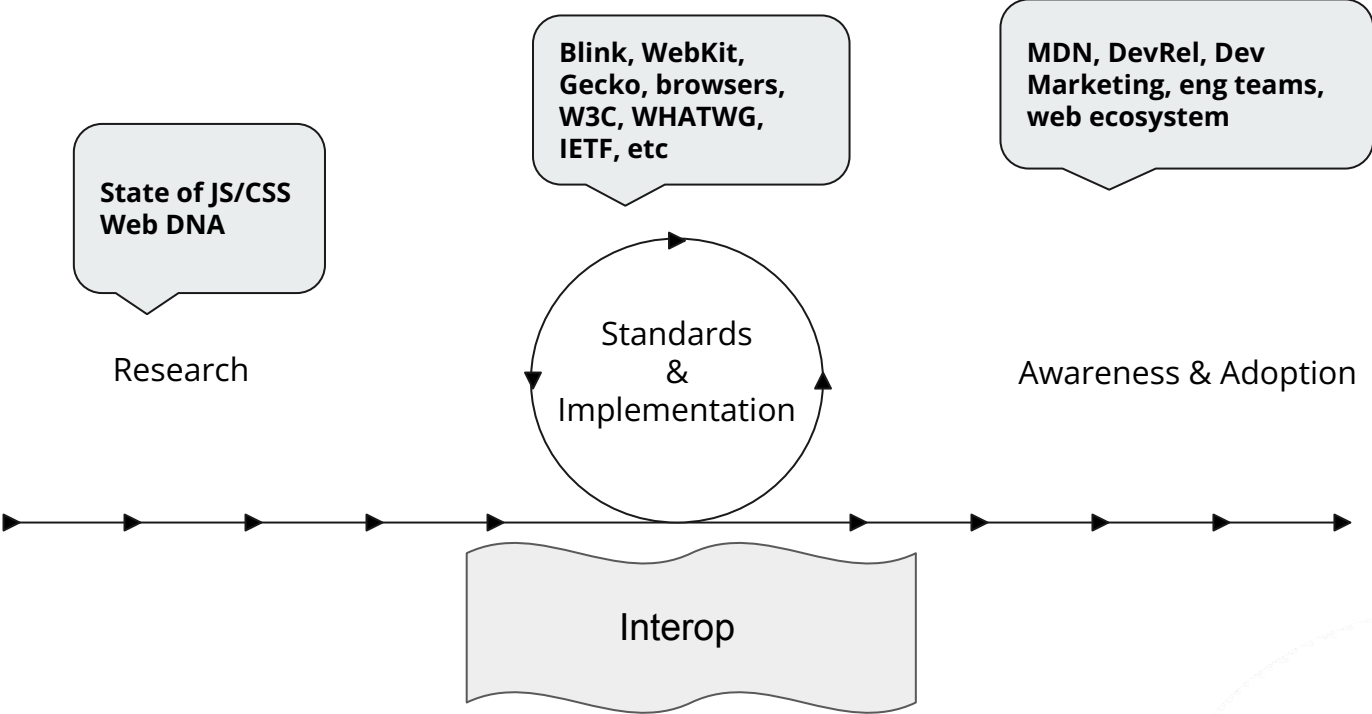 State of JS/CSS
Web DNA
Research
Blink, WebKit,
Gecko, browsers,
W3C, WHATWG,
IETF, etc
Standards
&
Implementation
MDN, DevRel, Dev
Marketing, eng teams,
web ecosystem
Awareness & Adoption
Interop